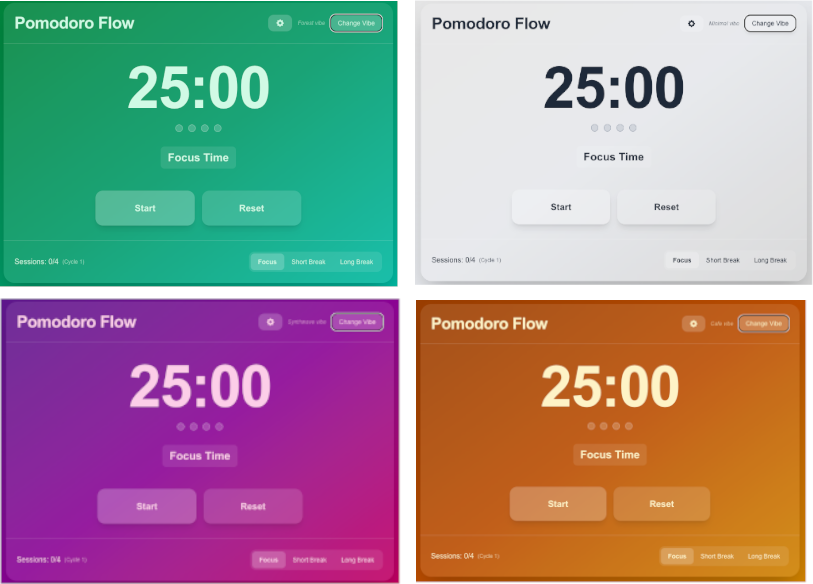 Pomodoro Flow
Forest vibe
Change Vibe
25:00
Focus Time
Start
Reset
Sessions: 0/4 (Cycle 1)
Focus
Short Break
Long Break
Pomodoro Flow
Minimal vibe
Change Vibe
25:00
Focus Time
Start
Reset
Sessions: 0/4 (Cycle 1)
Focus
Short Break
Long Break
Pomodoro Flow
Synthwave vibe
Change Vibe
25:00
Focus Time
Start
Reset
Sessions: 0/4 (Cycle 1)
Focus
Short Break
Long Break
Pomodoro Flow
Cafe vibe
Change Vibe
25:00
Focus Time
Start
Reset
Sessions: 0/4 (Cycle 1)
Focus
Short Break
Long Break